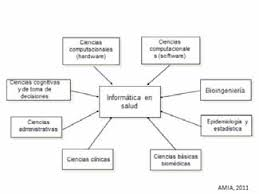 Ciencias
computacionales
(hardware)
Ciencias
computacionale
s (software)
Ciencias cognitivas
y de toma de
decisiones
Bioingeniería
Informática en
salud
Ciencias
administrativas
Epidemiología y
estadística
Ciencias clínicas
Ciencias básicas
biomédicas
AMIA, 2011